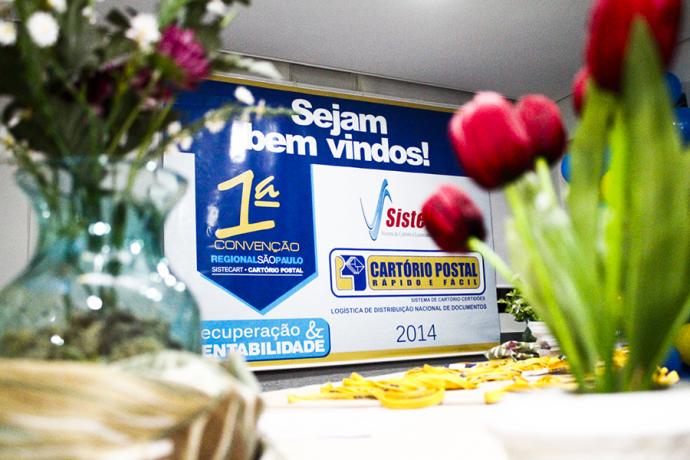 Sejam
bem vindos!
1ª
CONVENÇÃO
REGIONAL SÃO PAULO
SISTECART • CARTÓRIO POSTAL
Siste
CARTÓRIO POSTAL
RÁPIDO E FÁCIL
SISTEMA DE CARTÓRIO CERTIDÕES
LOGÍSTICA DE DISTRIBUIÇÃO NACIONAL DE DOCUMENTOS
ecuperação &
ENTABILIDADE
2014